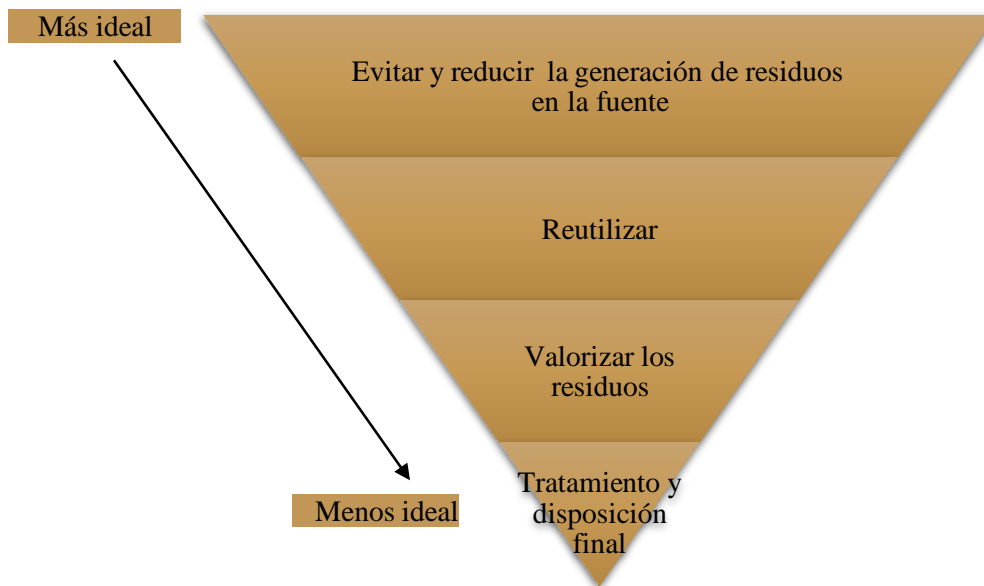 Más ideal
Evitar y reducir la generación de residuos
en la fuente
Reutilizar
Valorizar los
residuos
Tratamiento y
disposición
final
Menos ideal